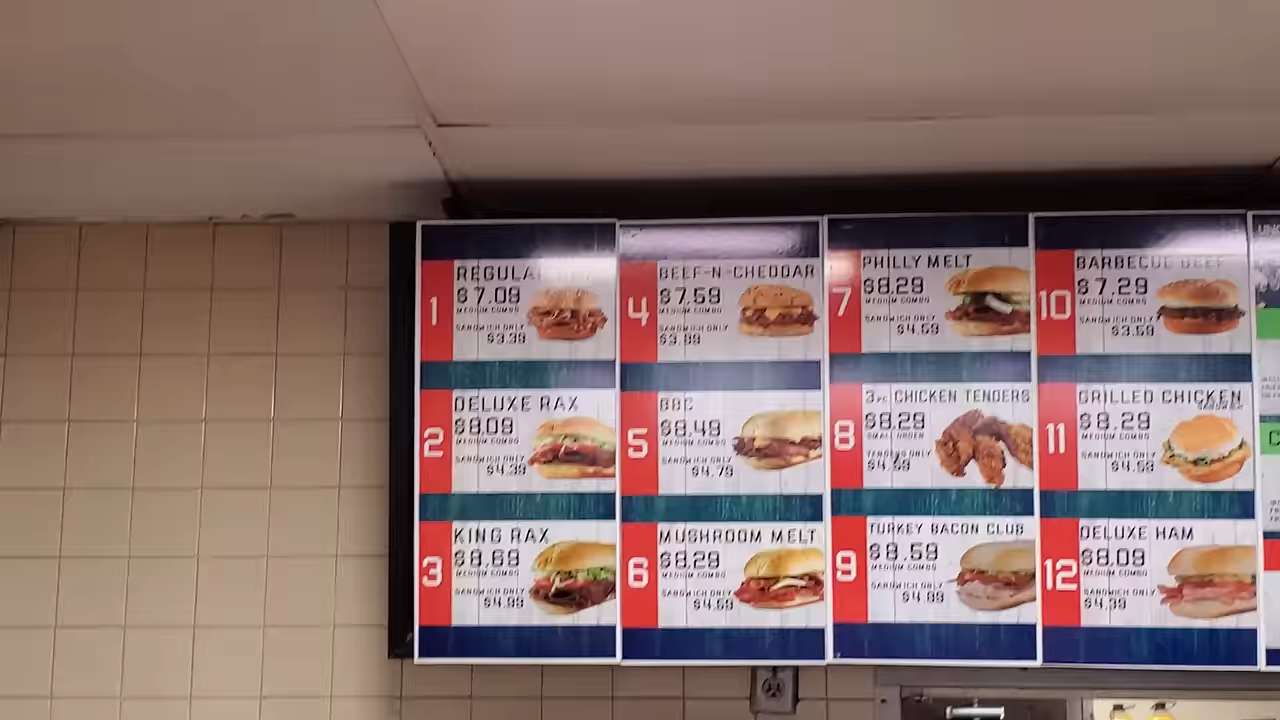 1
REGULAR
$7.09
MEDIUM COMBO
SANDWICH ONLY
$3.39
2
DELUXE RAX
$8.09
MEDIUM COMBO
SANDWICH ONLY
$4.39
3
KING RAX
$8.69
MEDIUM COMBO
SANDWICH ONLY
$4.99
4
BEEF-N-CHEDDAR
$7.59
MEDIUM COMBO
SANDWICH ONLY
$3.89
5
BBC
$8.49
MEDIUM COMBO
SANDWICH ONLY
$4.79
6
MUSHROOM MELT
$8.29
MEDIUM COMBO
SANDWICH ONLY
$4.59
7
PHILLY MELT
$8.29
MEDIUM COMBO
SANDWICH ONLY
$4.59
8
3PC CHICKEN TENDERS
$8.29
SMALL ORDER
TENDERS ONLY
$4.59
9
TURKEY BACON CLUB
$8.59
MEDIUM COMBO
SANDWICH ONLY
$4.89
10
BARBECUE BEEF
$7.29
MEDIUM COMBO
SANDWICH ONLY
$3.59
11
GRILLED CHICKEN
SANDWICH
$8.29
MEDIUM COMBO
SANDWICH ONLY
$4.59
12
DELUXE HAM
$8.09
MEDIUM COMBO
SANDWICH ONLY
$4.39